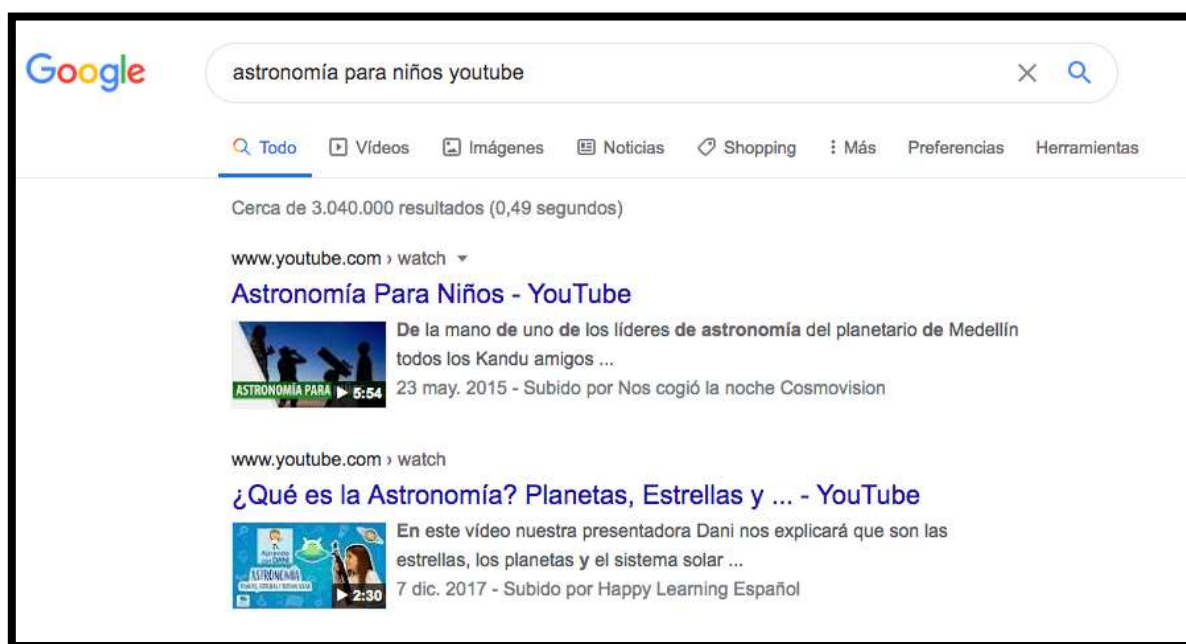 Google
astronomía para niños youtube
Todo Vídeos Imágenes Noticias Shopping Más Preferencias Herramientas
Cerca de 3.040.000 resultados (0,49 segundos)
www.youtube.com › watch
Astronomía Para Niños - YouTube
De la mano de uno de los líderes de astronomía del planetario de Medellín
todos los Kandu amigos ...
ASTRONOMÍA PARA 5:54
23 may. 2015 - Subido por Nos cogió la noche Cosmovision
www.youtube.com › watch
¿Qué es la Astronomía? Planetas, Estrellas y ... - YouTube
En este vídeo nuestra presentadora Dani nos explicará que son las
estrellas, los planetas y el sistema solar ...
Aprende
con DANI
ASTRONOMÍA
2:30
7 dic. 2017 - Subido por Happy Learning Español